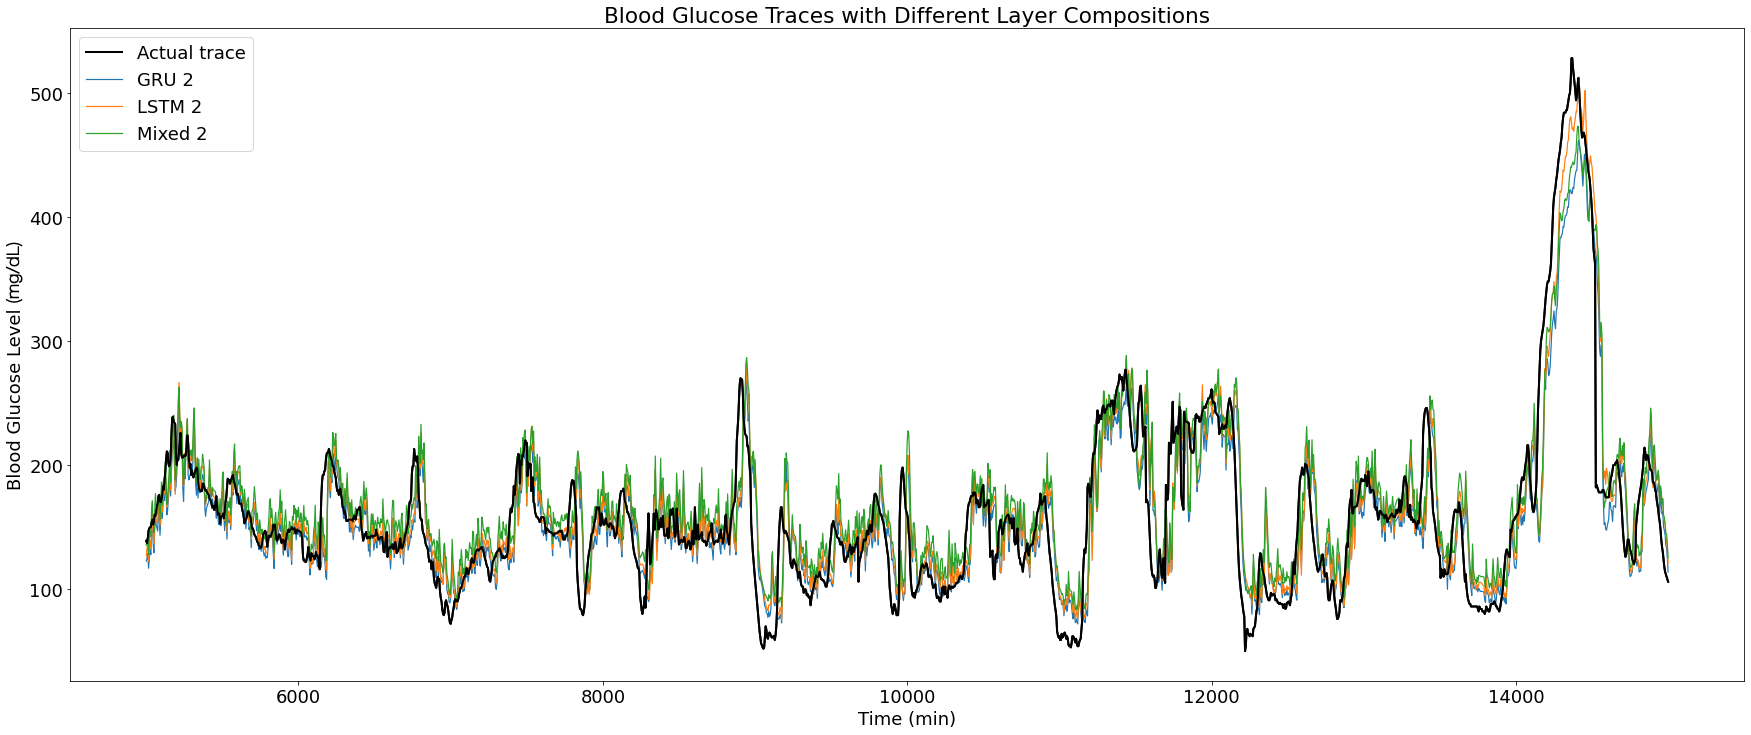 Blood Glucose Traces with Different Layer Compositions
Actual trace
GRU 2
LSTM 2
Mixed 2
Blood Glucose Level (mg/dL)
500
400
300
200
100
6000 8000 10000 12000 14000
Time (min)